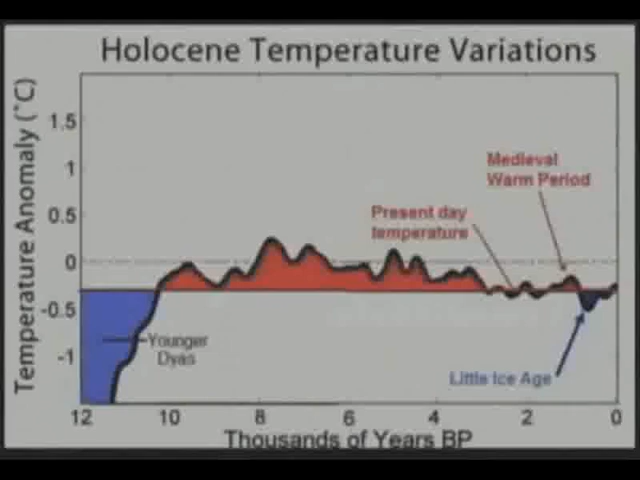 Holocene Temperature Variations
Temperature Anomaly (°C)
1.5
1
0.5
0
-0.5
-1
Medieval
Warm Period
Present day
temperature
Younger
Dyas
Little Ice Age
12 10 8 6 4 2 0
Thousands of Years BP